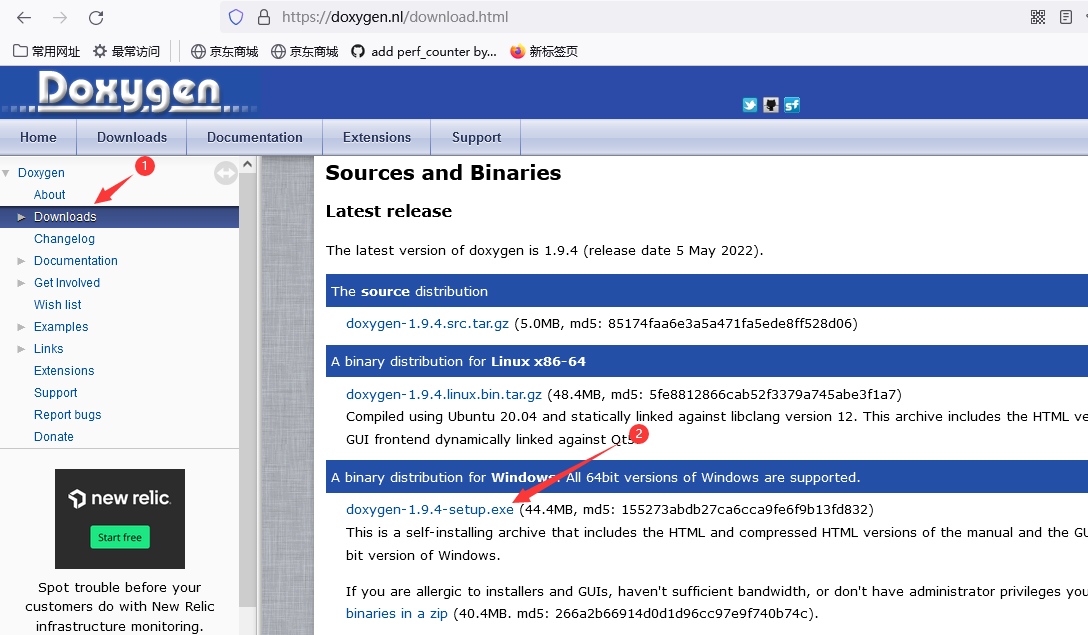 https://doxygen.nl/download.html
常用网址 最常访问 京东商城 京东商城 add perf_counter by... 新标签页
Doxygen
Home Downloads Documentation Extensions Support
1
Doxygen
About
Downloads
Changelog
Documentation
Get Involved
Wish list
Examples
Links
Extensions
Support
Report bugs
Donate
new relic.
Start free
Spot trouble before your
customers do with New Relic
infrastructure monitoring.
Sources and Binaries
Latest release
The latest version of doxygen is 1.9.4 (release date 5 May 2022).
The source distribution
doxygen-1.9.4.src.tar.gz (5.0MB, md5: 85174faa6e3a5a471fa5ede8ff528d06)
A binary distribution for Linux x86-64
doxygen-1.9.4.linux.bin.tar.gz (48.4MB, md5: 5fe8812866cab52f3379a745abe3f1a7)
Compiled using Ubuntu 20.04 and statically linked against libclang version 12. This archive includes the HTML ve
GUI frontend dynamically linked against Qt5.
2
A binary distribution for Windows. All 64bit versions of Windows are supported.
doxygen-1.9.4-setup.exe (44.4MB, md5: 155273abdb27ca6cca9fe6f9b13fd832)
This is a self-installing archive that includes the HTML and compressed HTML versions of the manual and the GU
bit version of Windows.
If you are allergic to installers and GUIs, haven't sufficient bandwidth, or don't have administrator privileges you
binaries in a zip (40.4MB. md5: 266a2b66914d0d1d96cc97e9f740b74c).